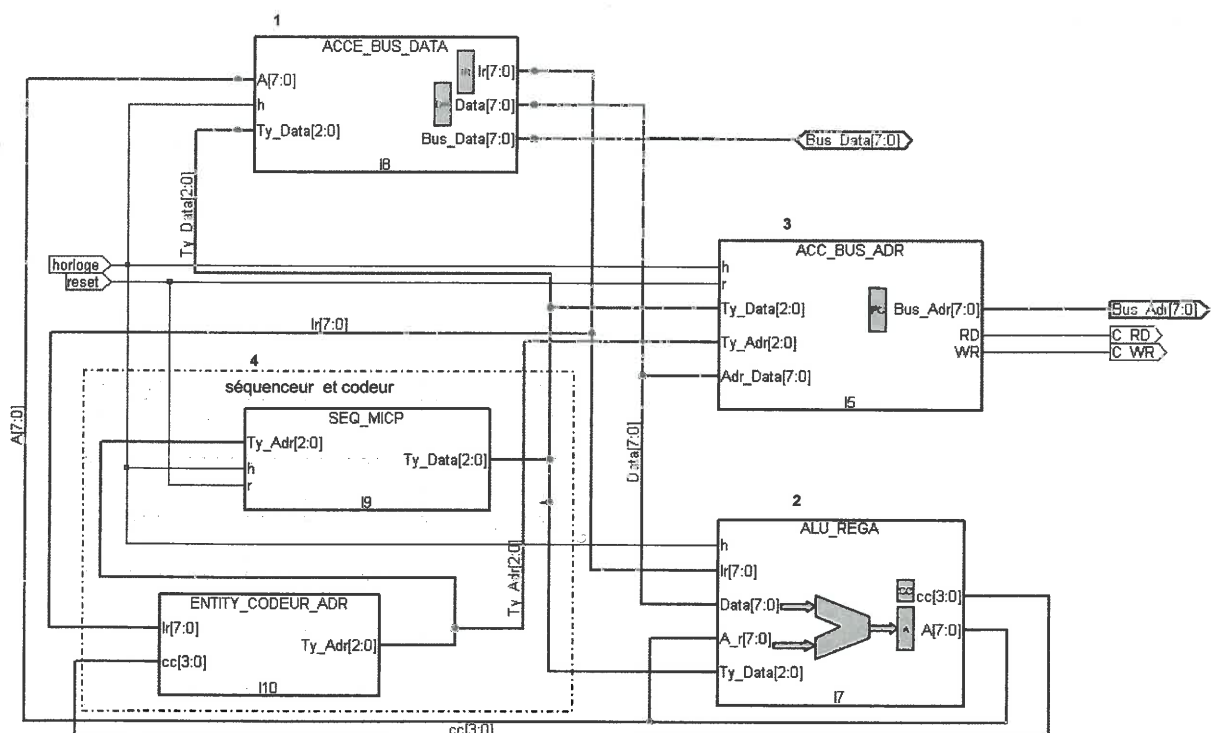 1
ACCE_BUS_DATA
A[7:0]
h
Ty_Data[2:0]
Ir[7:0]
Data[7:0]
Bus_Data[7:0]
I8
Bus_Data[7:0]
Ty_Data[2:0]
3
ACC_BUS_ADR
horloge
reset
h
r
Ty_Data[2:0]
Ty_Adr[2:0]
Adr_Data[7:0]
PC
Bus_Adr[7:0]
RD
WR
I5
Bus_Adr[7:0]
C_RD
C_WR
Ir[7:0]
4
séquenceur et codeur
SEQ_MICP
Ty_Adr[2:0]
h
r
Ty_Data[2:0]
I9
A[7:0]
Data[7:0]
Ty_Adr[2:0]
2
ALU_REGA
h
Ir[7:0]
Data[7:0]
A_r[7:0]
Ty_Data[2:0]
CC
cc[3:0]
A
A[7:0]
I7
ENTITY_CODEUR_ADR
Ir[7:0]
cc[3:0]
Ty_Adr[2:0]
I10
cc[3:0]